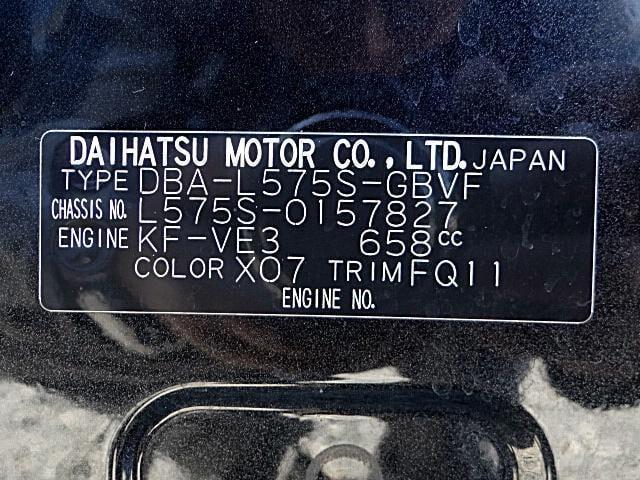 DAIHATSU MOTOR CO., LTD. JAPAN
TYPE DBA-L575S-GBVF
CHASSIS NO. L575S-0157827
ENGINE KF-VE3 658cc
COLOR X07 TRIM FQ11
ENGINE NO.